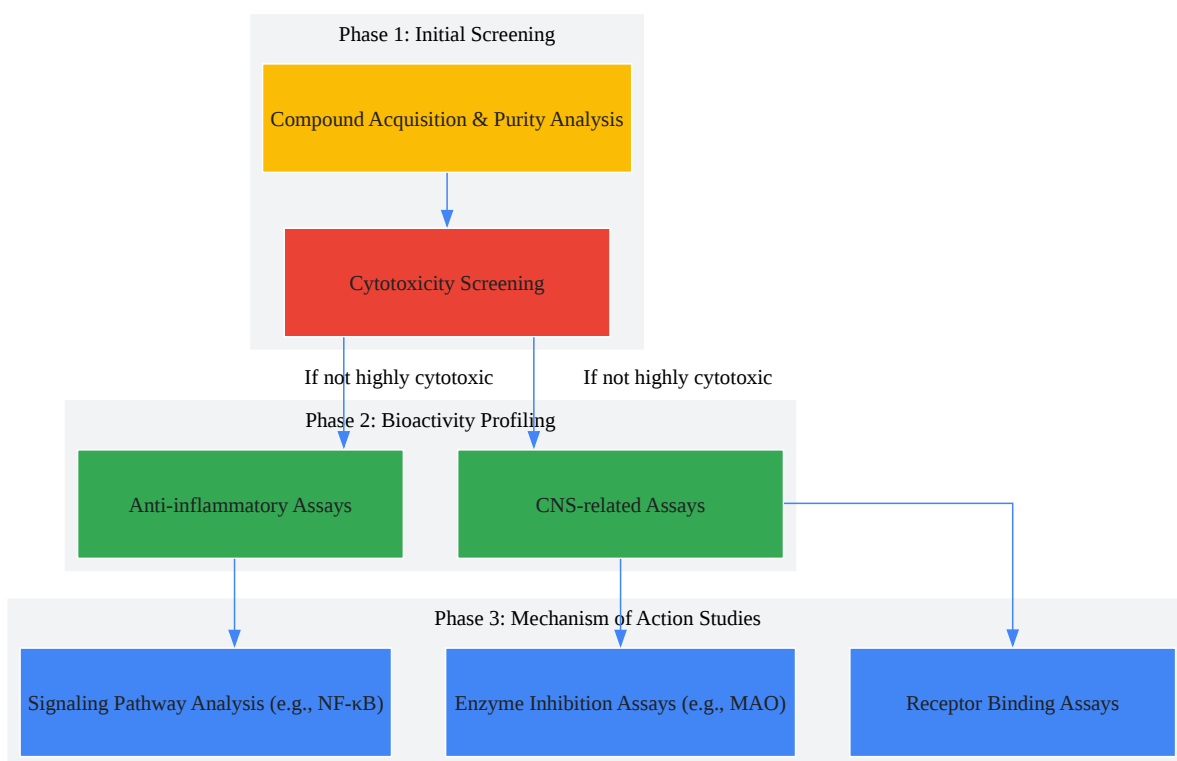 Phase 1: Initial Screening
Compound Acquisition & Purity Analysis
Cytotoxicity Screening
If not highly cytotoxic
If not highly cytotoxic
Phase 2: Bioactivity Profiling
Anti-inflammatory Assays
CNS-related Assays
Phase 3: Mechanism of Action Studies
Signaling Pathway Analysis (e.g., NF-κB)
Enzyme Inhibition Assays (e.g., MAO)
Receptor Binding Assays